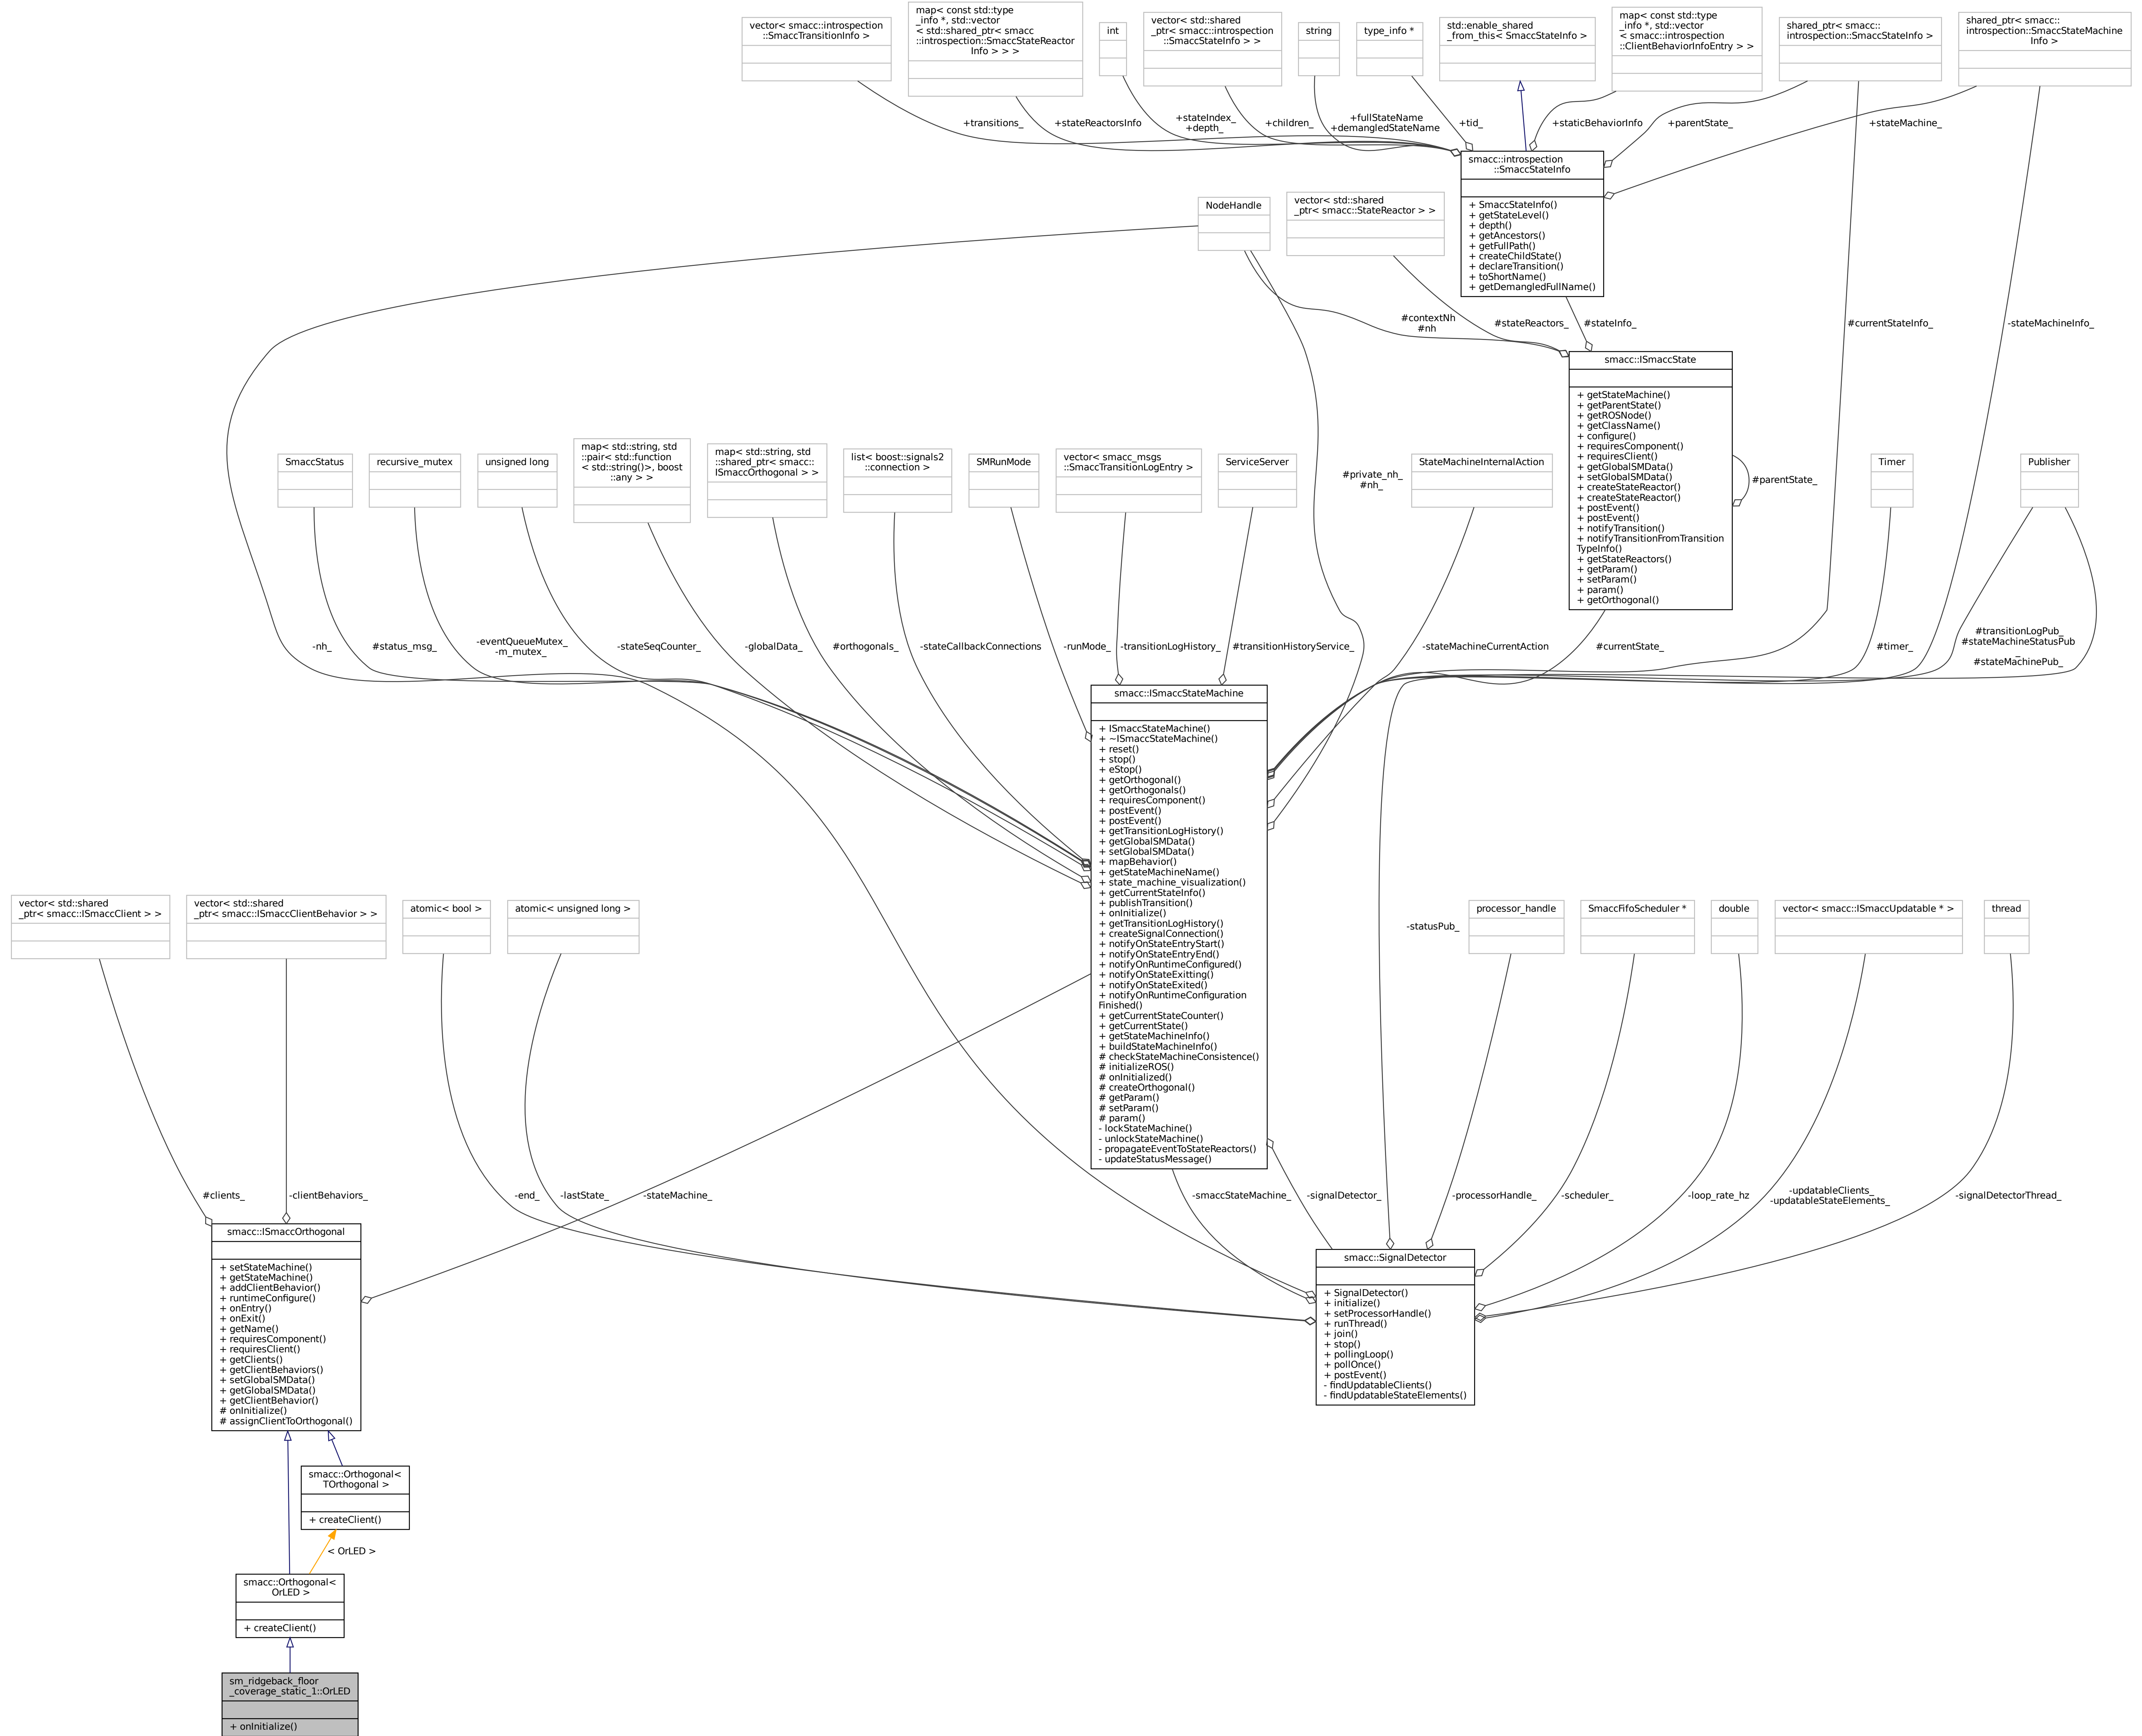 vector< smacc::introspection
::SmaccTransitionInfo >
map< const std::type
_info *, std::vector
< std::shared_ptr< smacc
::introspection::SmaccStateReactor
Info > > >
int
vector< std::shared
_ptr< smacc::introspection
::SmaccStateInfo > >
string
type_info *
std::enable_shared
_from_this< SmaccStateInfo >
map< const std::type
_info *, std::vector
< smacc::introspection
::ClientBehaviorInfoEntry > >
shared_ptr< smacc::
introspection::SmaccStateInfo >
shared_ptr< smacc::
introspection::SmaccStateMachine
Info >
+transitions_
+stateReactorsInfo
+stateIndex_
+depth_
+children_
+fullStateName
+demangledStateName
+tid_
+staticBehaviorInfo
+parentState_
+stateMachine_
smacc::introspection
::SmaccStateInfo
+ SmaccStateInfo()
+ getStateLevel()
+ depth()
+ getAncestors()
+ getFullPath()
+ createChildState()
+ declareTransition()
+ toShortName()
+ getDemangledFullName()
NodeHandle
vector< std::shared
_ptr< smacc::StateReactor > >
#contextNh
#nh
#stateReactors_
#stateInfo_
#currentStateInfo_
-stateMachineInfo_
smacc::ISmaccState
+ getStateMachine()
+ getParentState()
+ getROSNode()
+ getClassName()
+ configure()
+ requiresComponent()
+ requiresClient()
+ getGlobalSMData()
+ setGlobalSMData()
+ createStateReactor()
+ createStateReactor()
+ postEvent()
+ postEvent()
+ notifyTransition()
+ notifyTransitionFromTransition
TypeInfo()
+ getStateReactors()
+ getParam()
+ setParam()
+ param()
+ getOrthogonal()
#parentState_
SmaccStatus
recursive_mutex
unsigned long
map< std::string, std
::pair< std::function
< std::string()>, boost
::any > >
map< std::string, std
::shared_ptr< smacc::
ISmaccOrthogonal > >
list< boost::signals2
::connection >
SMRunMode
vector< smacc_msgs
::SmaccTransitionLogEntry >
ServiceServer
#private_nh_
#nh_
StateMachineInternalAction
Timer
Publisher
-nh_
#status_msg_
-eventQueueMutex_
-m_mutex_
-stateSeqCounter_
-globalData_
#orthogonals_
-stateCallbackConnections
-runMode_
-transitionLogHistory_
#transitionHistoryService_
-stateMachineCurrentAction
#currentState_
#timer_
#transitionLogPub_
#stateMachineStatusPub
_
#stateMachinePub_
smacc::ISmaccStateMachine
+ ISmaccStateMachine()
+ ~ISmaccStateMachine()
+ reset()
+ stop()
+ eStop()
+ getOrthogonal()
+ getOrthogonals()
+ requiresComponent()
+ postEvent()
+ postEvent()
+ getTransitionLogHistory()
+ getGlobalSMData()
+ setGlobalSMData()
+ mapBehavior()
+ getStateMachineName()
+ state_machine_visualization()
+ getCurrentStateInfo()
+ publishTransition()
+ onInitialize()
+ getTransitionLogHistory()
+ createSignalConnection()
+ notifyOnStateEntryStart()
+ notifyOnStateEntryEnd()
+ notifyOnRuntimeConfigured()
+ notifyOnStateExitting()
+ notifyOnStateExited()
+ notifyOnRuntimeConfiguration
Finished()
+ getCurrentStateCounter()
+ getCurrentState()
+ getStateMachineInfo()
+ buildStateMachineInfo()
# checkStateMachineConsistence()
# initializeROS()
# onInitialized()
# createOrthogonal()
# getParam()
# setParam()
# param()
- lockStateMachine()
- unlockStateMachine()
- propagateEventToStateReactors()
- updateStatusMessage()
vector< std::shared
_ptr< smacc::ISmaccClient > >
vector< std::shared
_ptr< smacc::ISmaccClientBehavior > >
atomic< bool >
atomic< unsigned long >
-statusPub_
processor_handle
SmaccFifoScheduler *
double
vector< smacc::ISmaccUpdatable * >
thread
#clients_
-clientBehaviors_
-end_
-lastState_
-stateMachine_
-smaccStateMachine_
-signalDetector_
-processorHandle_
-scheduler_
-loop_rate_hz
-updatableClients_
-updatableStateElements_
-signalDetectorThread_
smacc::ISmaccOrthogonal
+ setStateMachine()
+ getStateMachine()
+ addClientBehavior()
+ runtimeConfigure()
+ onEntry()
+ onExit()
+ getName()
+ requiresComponent()
+ requiresClient()
+ getClients()
+ getClientBehaviors()
+ setGlobalSMData()
+ getGlobalSMData()
+ getClientBehavior()
# onInitialize()
# assignClientToOrthogonal()
smacc::SignalDetector
+ SignalDetector()
+ initialize()
+ setProcessorHandle()
+ runThread()
+ join()
+ stop()
+ pollingLoop()
+ pollOnce()
+ postEvent()
- findUpdatableClients()
- findUpdatableStateElements()
smacc::Orthogonal<
TOrthogonal >
+ createClient()
< OrLED >
smacc::Orthogonal<
OrLED >
+ createClient()
sm_ridgeback_floor
_coverage_static_1::OrLED
+ onInitialize()